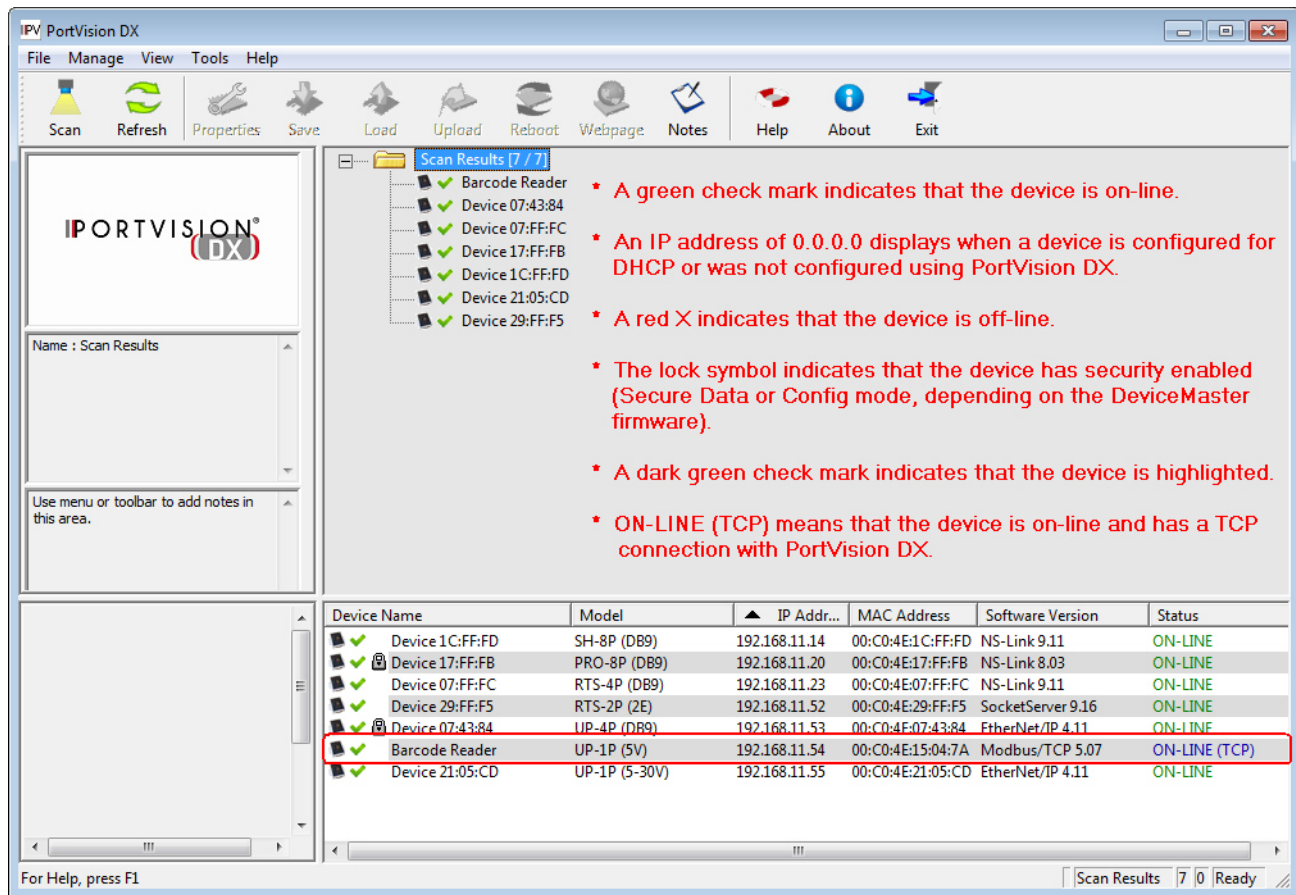 IPV PortVision DX
File Manage View Tools Help
Scan Refresh Properties Save Load Upload Reboot Webpage Notes Help About Exit
PORTVISION® DX
Name : Scan Results
Use menu or toolbar to add notes in
this area.
Scan Results [7 / 7]
Barcode Reader
Device 07:43:84
Device 07:FF:FC
Device 17:FF:FB
Device 1C:FF:FD
Device 21:05:CD
Device 29:FF:F5
* A green check mark indicates that the device is on-line.
* An IP address of 0.0.0.0 displays when a device is configured for
DHCP or was not configured using PortVision DX.
* A red X indicates that the device is off-line.
* The lock symbol indicates that the device has security enabled
(Secure Data or Config mode, depending on the DeviceMaster
firmware).
* A dark green check mark indicates that the device is highlighted.
* ON-LINE (TCP) means that the device is on-line and has a TCP
connection with PortVision DX.
Device Name Model IP Addr... MAC Address Software Version Status
Device 1C:FF:FD SH-8P (DB9) 192.168.11.14 00:C0:4E:1C:FF:FD NS-Link 9.11 ON-LINE
Device 17:FF:FB PRO-8P (DB9) 192.168.11.20 00:C0:4E:17:FF:FB NS-Link 8.03 ON-LINE
Device 07:FF:FC RTS-4P (DB9) 192.168.11.23 00:C0:4E:07:FF:FC NS-Link 9.11 ON-LINE
Device 29:FF:F5 RTS-2P (2E) 192.168.11.52 00:C0:4E:29:FF:F5 SocketServer 9.16 ON-LINE
Device 07:43:84 UP-4P (DB9) 192.168.11.53 00:C0:4E:07:43:84 EtherNet/IP 4.11 ON-LINE
Barcode Reader UP-1P (5V) 192.168.11.54 00:C0:4E:15:04:7A Modbus/TCP 5.07 ON-LINE (TCP)
Device 21:05:CD UP-1P (5-30V) 192.168.11.55 00:C0:4E:21:05:CD EtherNet/IP 4.11 ON-LINE
For Help, press F1
Scan Results 7 0 Ready